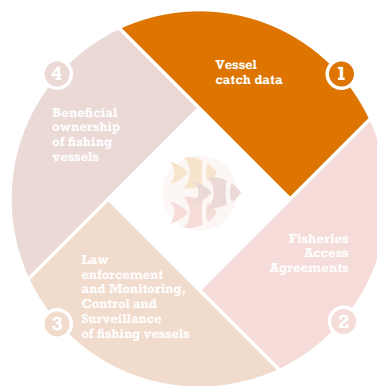 1
Vessel
catch data
2
Fisheries
Access
Agreements
3
Law
enforcement
and Monitoring,
Control and
Surveillance
of fishing vessels
4
Beneficial
ownership
of fishing
vessels